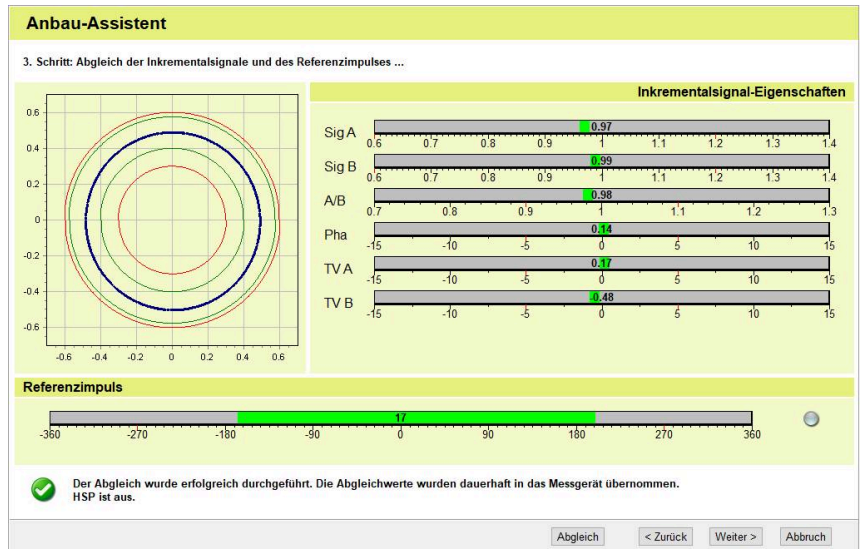 Anbau-Assistent
3. Schritt: Abgleich der Inkrementalsignale und des Referenzimpulses ...
0.6
0.4
0.2
0
-0.2
-0.4
-0.6
-0.6 -0.4 -0.2 0 0.2 0.4 0.6
Inkrementalsignal-Eigenschaften
Sig A 0.97
0.6 0.7 0.8 0.9 1 1.1 1.2 1.3 1.4
Sig B 0.99
0.6 0.7 0.8 0.9 1 1.1 1.2 1.3 1.4
A/B 0.98
0.7 0.8 0.9 1 1.1 1.2 1.3
Pha 0.14
-15 -10 -5 0 5 10 15
TV A 0.17
-15 -10 -5 0 5 10 15
TV B -0.48
-15 -10 -5 0 5 10 15
Referenzimpuls
17
-360 -270 -180 -90 0 90 180 270 360
Der Abgleich wurde erfolgreich durchgeführt. Die Abgleichwerte wurden dauerhaft in das Messgerät übernommen.
HSP ist aus.
Abgleich < Zurück Weiter > Abbruch